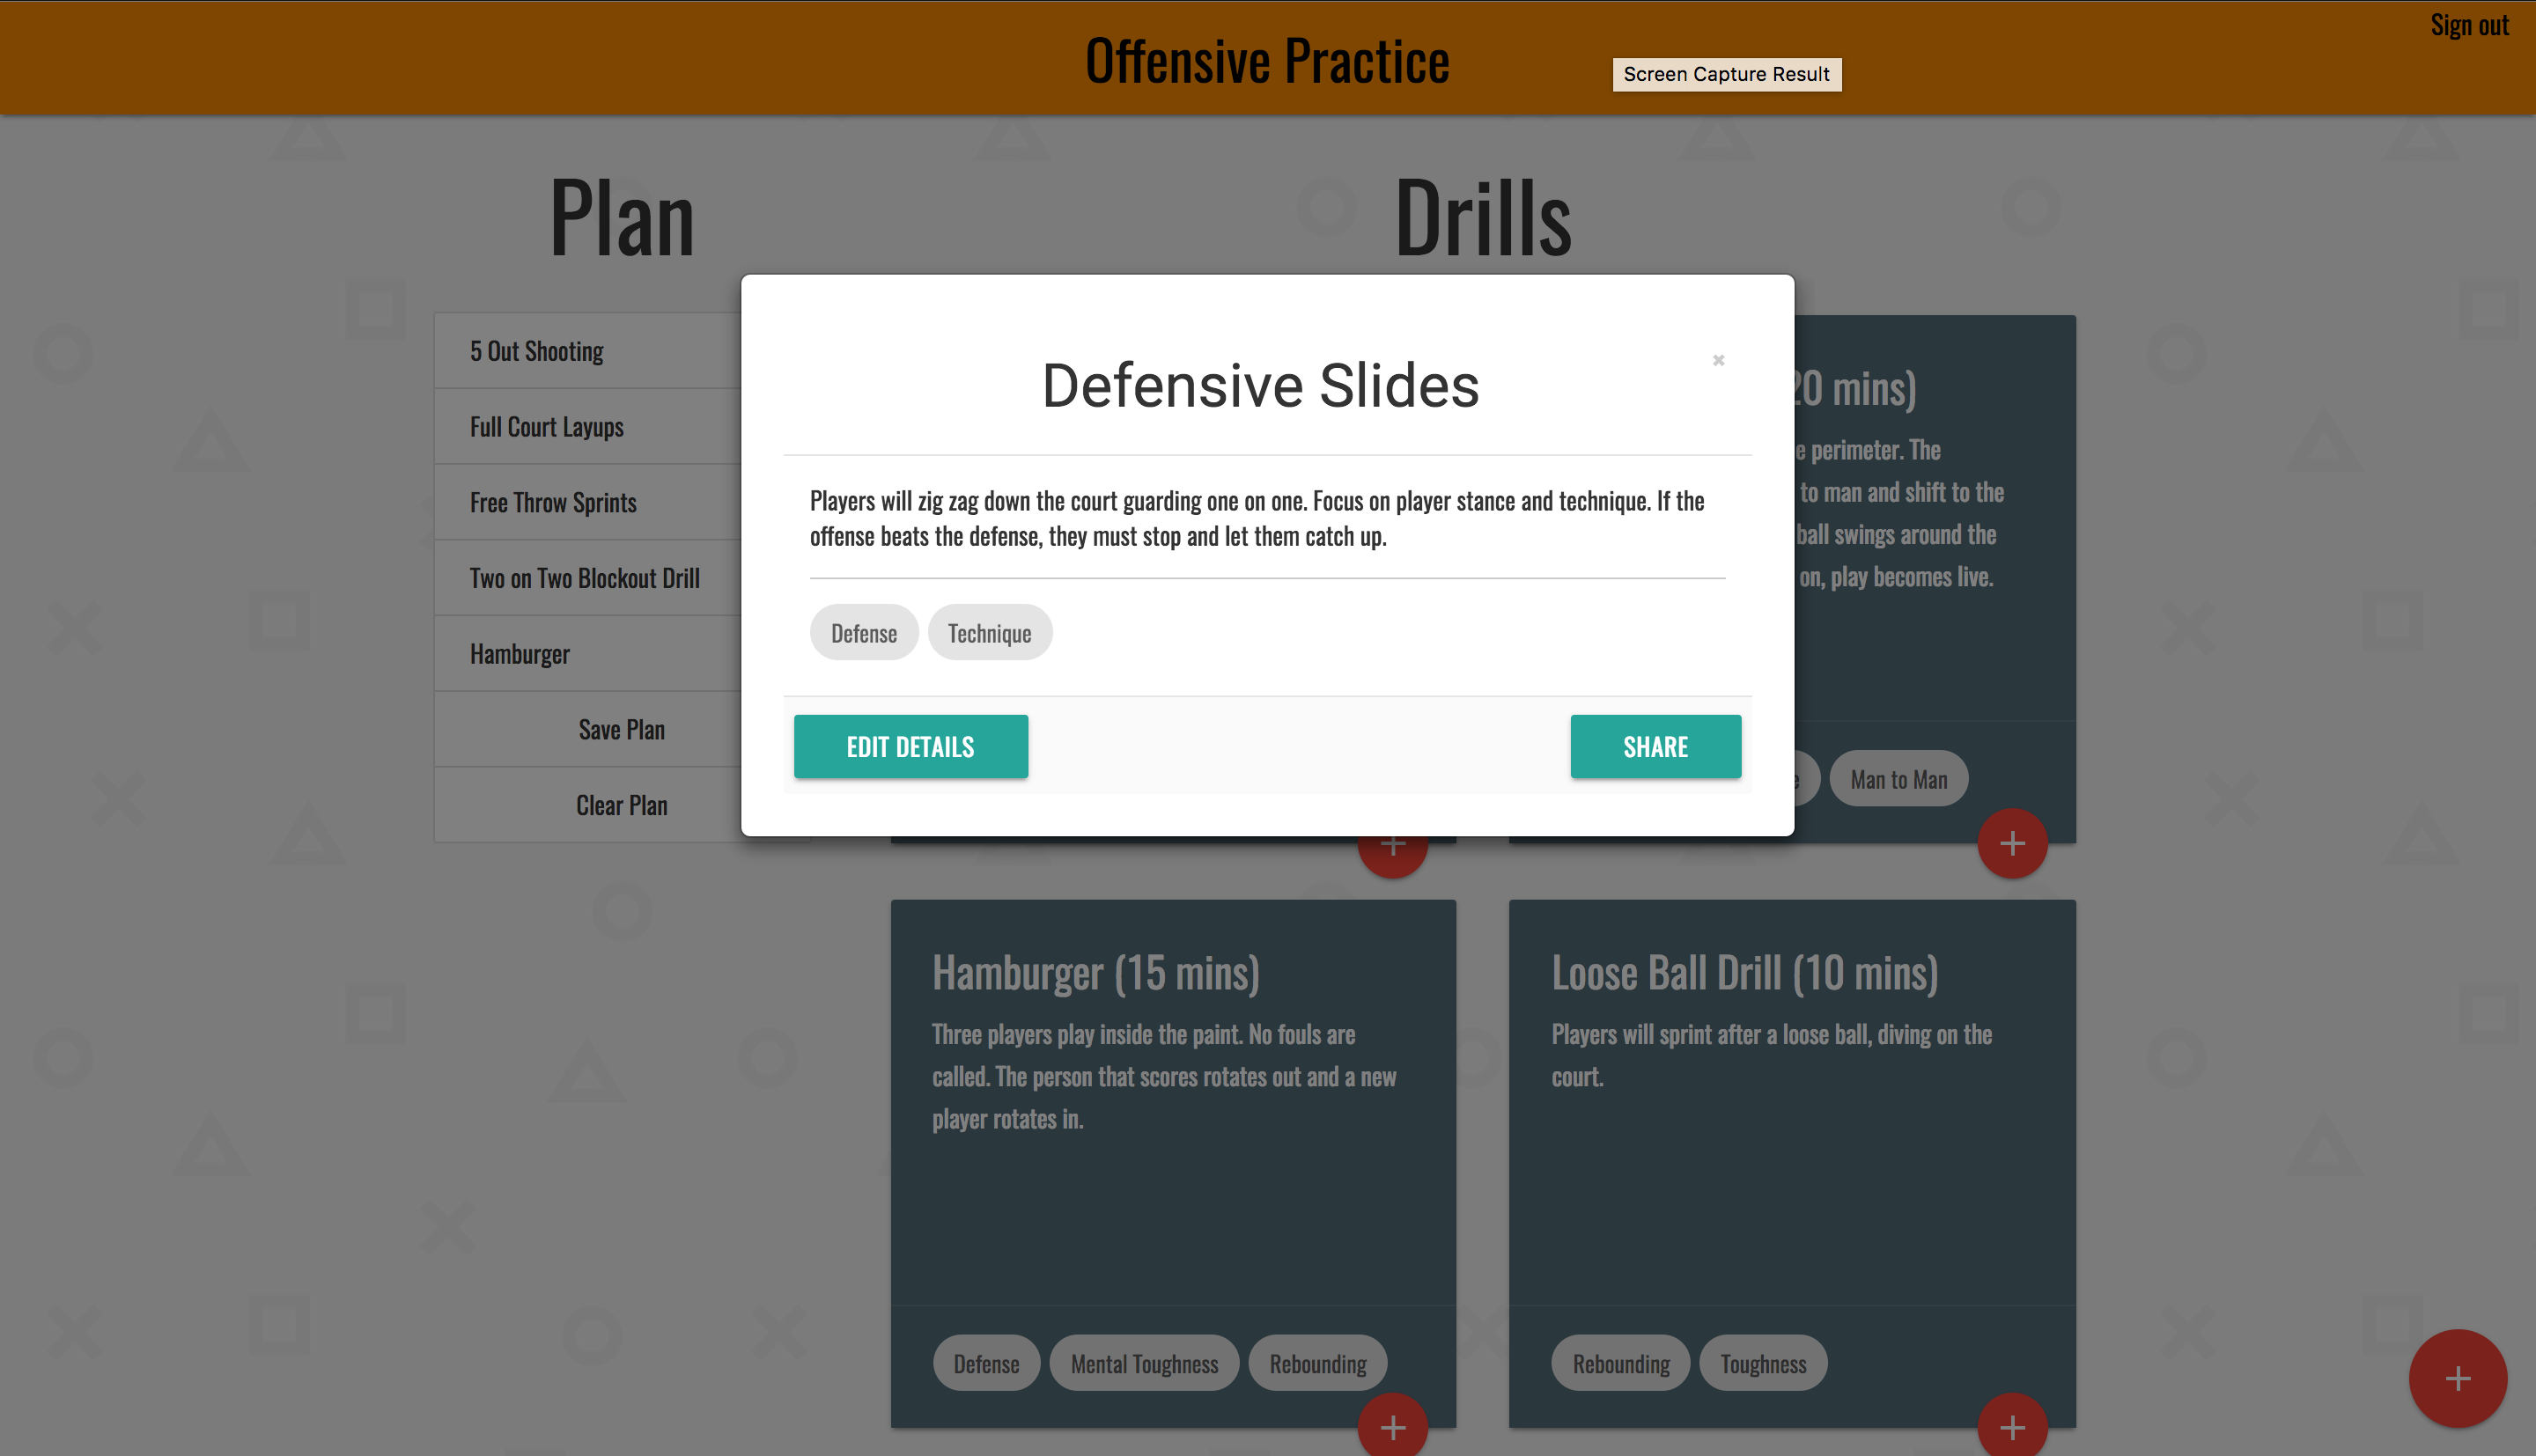 Sign out
Offensive Practice
Screen Capture Result
Plan
5 Out Shooting
Full Court Layups
Free Throw Sprints
Two on Two Blockout Drill
Hamburger
Save Plan
Clear Plan
Drills
Defensive Slides
Players will zig zag down the court guarding one on one. Focus on player stance and technique. If the
offense beats the defense, they must stop and let them catch up.
Defense Technique
EDIT DETAILS SHARE
20 mins)
perimeter. The
to man and shift to the
ball swings around the
on, play becomes live.
Man to Man
Hamburger (15 mins)
Three players play inside the paint. No fouls are
called. The person that scores rotates out and a new
player rotates in.
Defense Mental Toughness Rebounding
Loose Ball Drill (10 mins)
Players will sprint after a loose ball, diving on the
court.
Rebounding Toughness